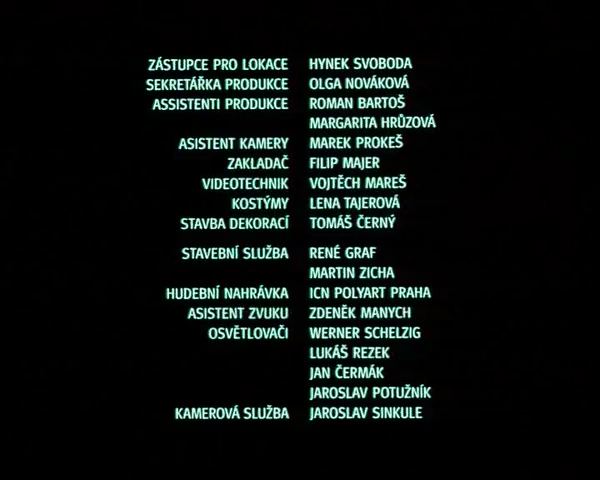 ZÁSTUPCE PRO LOKACE HYNEK SVOBODA
SEKRETÁŘKA PRODUKCE OLGA NOVÁKOVÁ
ASSISTENTI PRODUKCE ROMAN BARTOŠ
MARGARITA HRŮZOVÁ
ASISTENT KAMERY MAREK PROKEŠ
ZAKLADAČ FILIP MAJER
VIDEOTECHNIK VOJTĚCH MAREŠ
KOSTÝMY LENA TAJEROVÁ
STAVBA DEKORACÍ TOMÁŠ ČERNÝ
STAVEBNÍ SLUŽBA RENÉ GRAF
MARTIN ZICHA
HUDEBNÍ NAHRÁVKA ICN POLYART PRAHA
ASISTENT ZVUKU ZDENĚK MANYCH
OSVĚTLOVAČI WERNER SCHELZIG
LUKÁŠ REZEK
JAN ČERMÁK
JAROSLAV POTUŽNÍK
KAMEROVÁ SLUŽBA JAROSLAV SINKULE